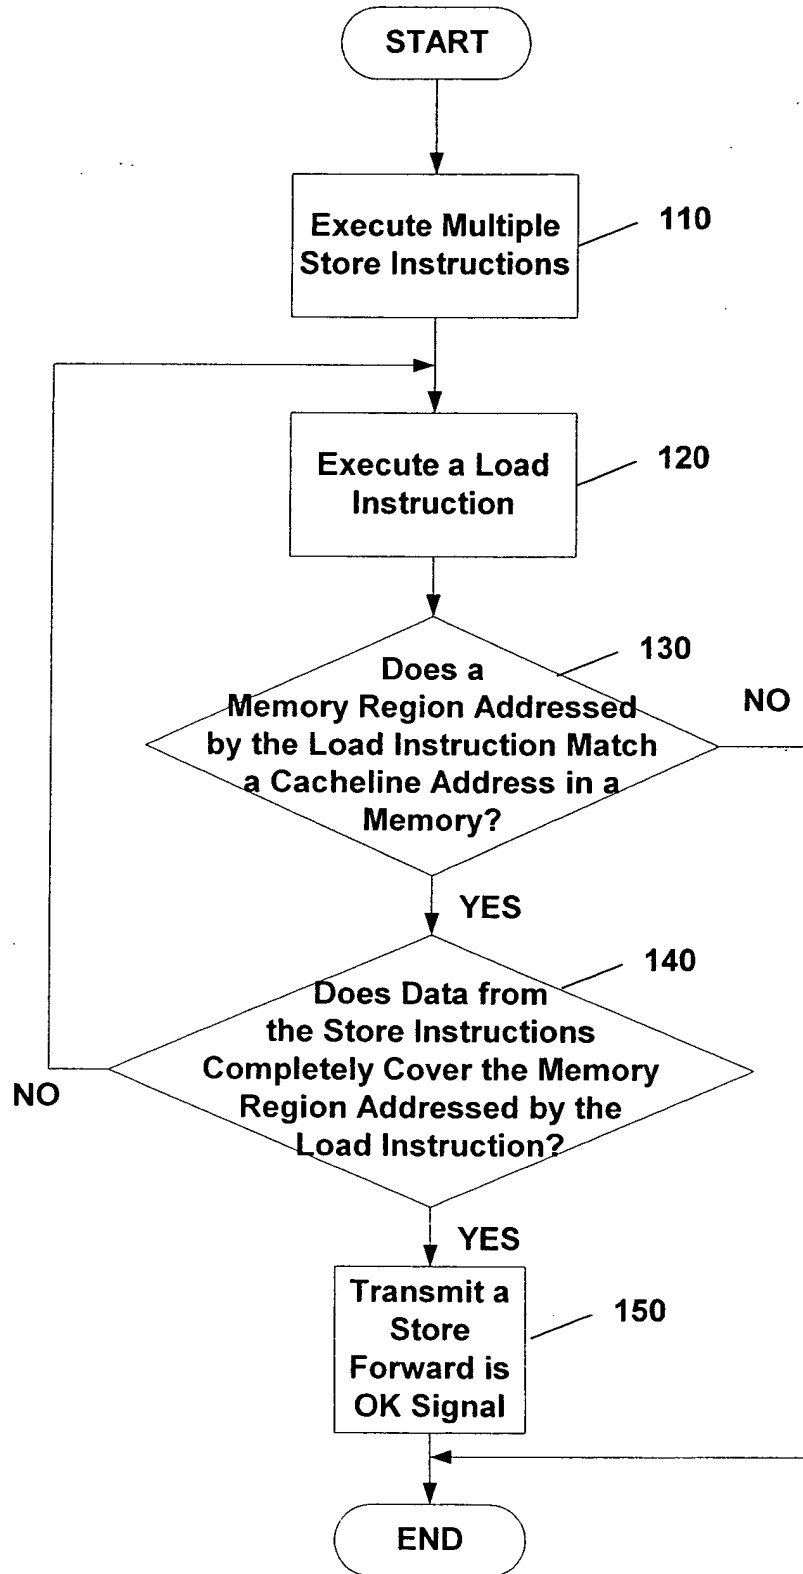 START
Execute Multiple
Store Instructions
110
Execute a Load
Instruction
120
130
Does a
Memory Region Addressed
by the Load Instruction Match
a Cacheline Address in a
Memory?
NO
YES
140
Does Data from
the Store Instructions
Completely Cover the Memory
Region Addressed by the
Load Instruction?
NO
YES
Transmit a
Store
Forward is
OK Signal
150
END